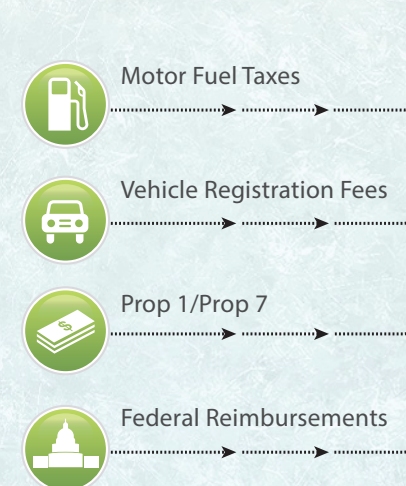 Motor Fuel Taxes
Vehicle Registration Fees
Prop 1/Prop 7
$
Federal Reimbursements